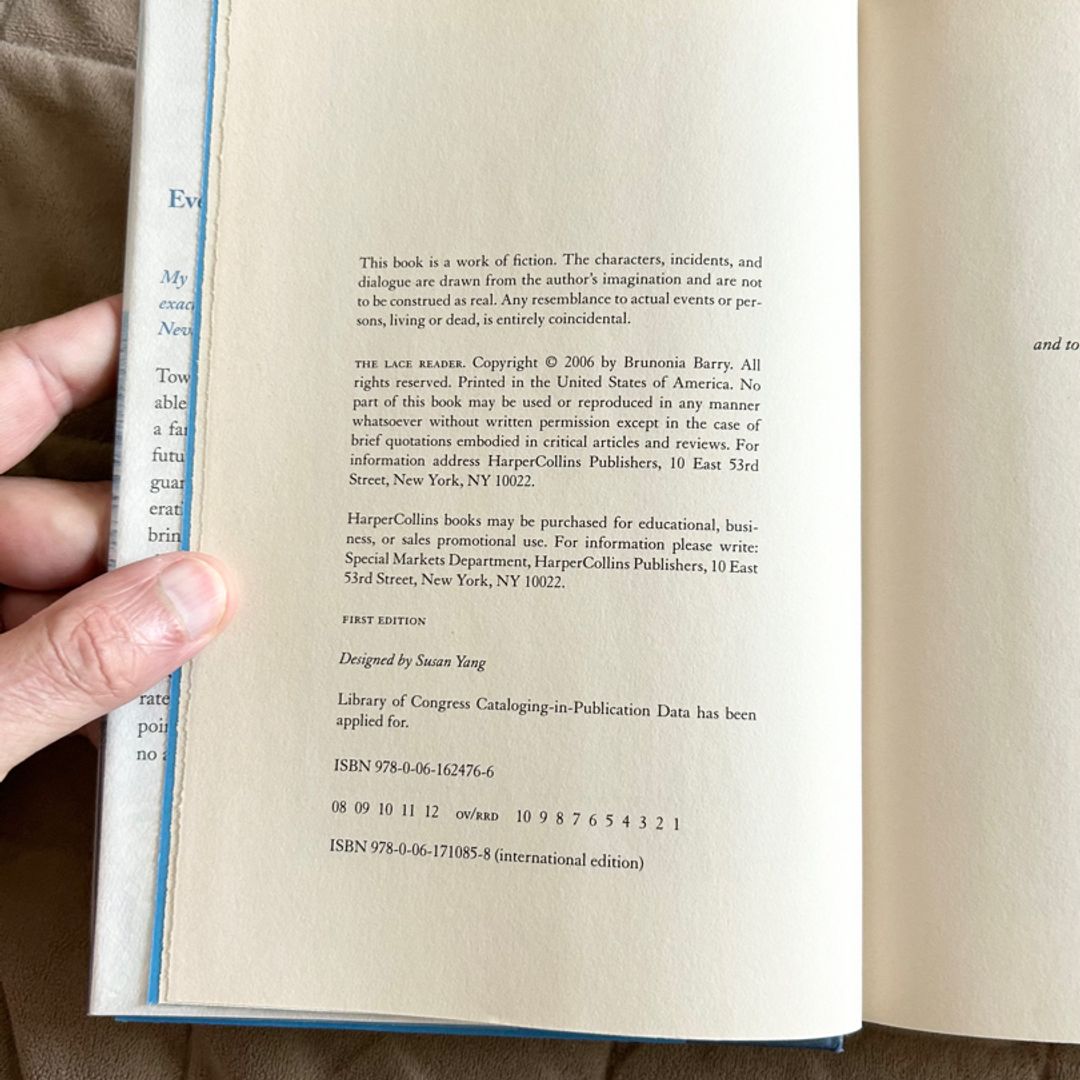 My
Tow
able
a
no
This book is a work of fiction. The characters, incidents, and
dialogue are drawn from the author's imagination and are not
to be construed as real. Any resemblance to actual events or per-
sons, living or dead, is entirely coincidental.
THE LACE READER. Copyright © 2006 by Brunonia Barry. All
rights reserved. Printed in the United States of America. No
part of this book may be used or reproduced in any manner
whatsoever without written permission except in the case of
brief quotations embodied in critical articles and reviews. For
information address HarperCollins Publishers, 10 East 53rd
Street, New York, NY 10022.
HarperCollins books may be purchased for educational, busi-
ness, or sales promotional use. For information please write:
Special Markets Department, HarperCollins Publishers, 10 East
53rd Street, New York, NY 10022.
FIRST EDITION
Designed by Susan Yang
Library of Congress Cataloging-in-Publication Data has been
applied for.
ISBN 978-0-06-162476-6
08 09 10 11 12 OV/RRD 10 9 8 7 6 5 4 3 2 1
ISBN 978-0-06-171085-8 (international edition)
and to